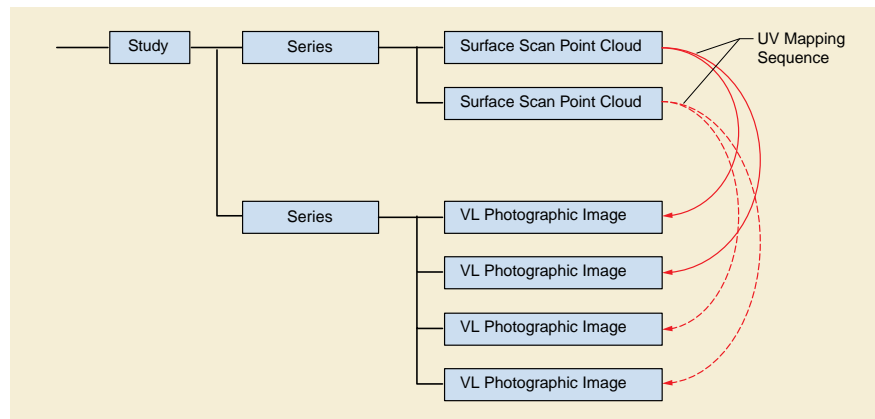 Study
Series
Surface Scan Point Cloud
UV Mapping
Sequence
Surface Scan Point Cloud
Series
VL Photographic Image
VL Photographic Image
VL Photographic Image
VL Photographic Image